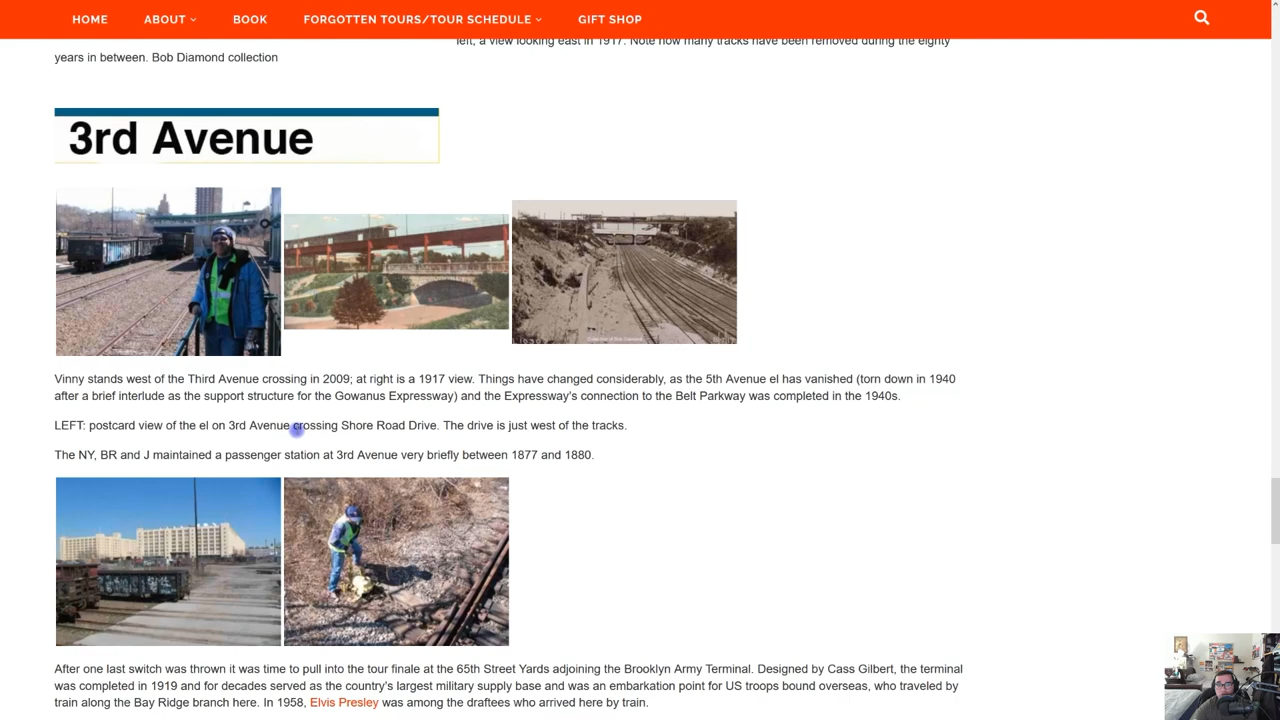 HOME ABOUT BOOK FORGOTTEN TOURS/TOUR SCHEDULE GIFT SHOP
left, a view looking east in 1917. Note how many tracks have been removed during the eighty
years in between. Bob Diamond collection
3rd Avenue
Vinny stands west of the Third Avenue crossing in 2009; at right is a 1917 view. Things have changed considerably, as the 5th Avenue el has vanished (torn down in 1940
after a brief interlude as the support structure for the Gowanus Expressway) and the Expressway's connection to the Belt Parkway was completed in the 1940s.
LEFT: postcard view of the el on 3rd Avenue crossing Shore Road Drive. The drive is just west of the tracks.
The NY, BR and J maintained a passenger station at 3rd Avenue very briefly between 1877 and 1880.
After one last switch was thrown it was time to pull into the tour finale at the 65th Street Yards adjoining the Brooklyn Army Terminal. Designed by Cass Gilbert, the terminal
was completed in 1919 and for decades served as the country's largest military supply base and was an embarkation point for US troops bound overseas, who traveled by
train along the Bay Ridge branch here. In 1958, Elvis Presley was among the draftees who arrived here by train.